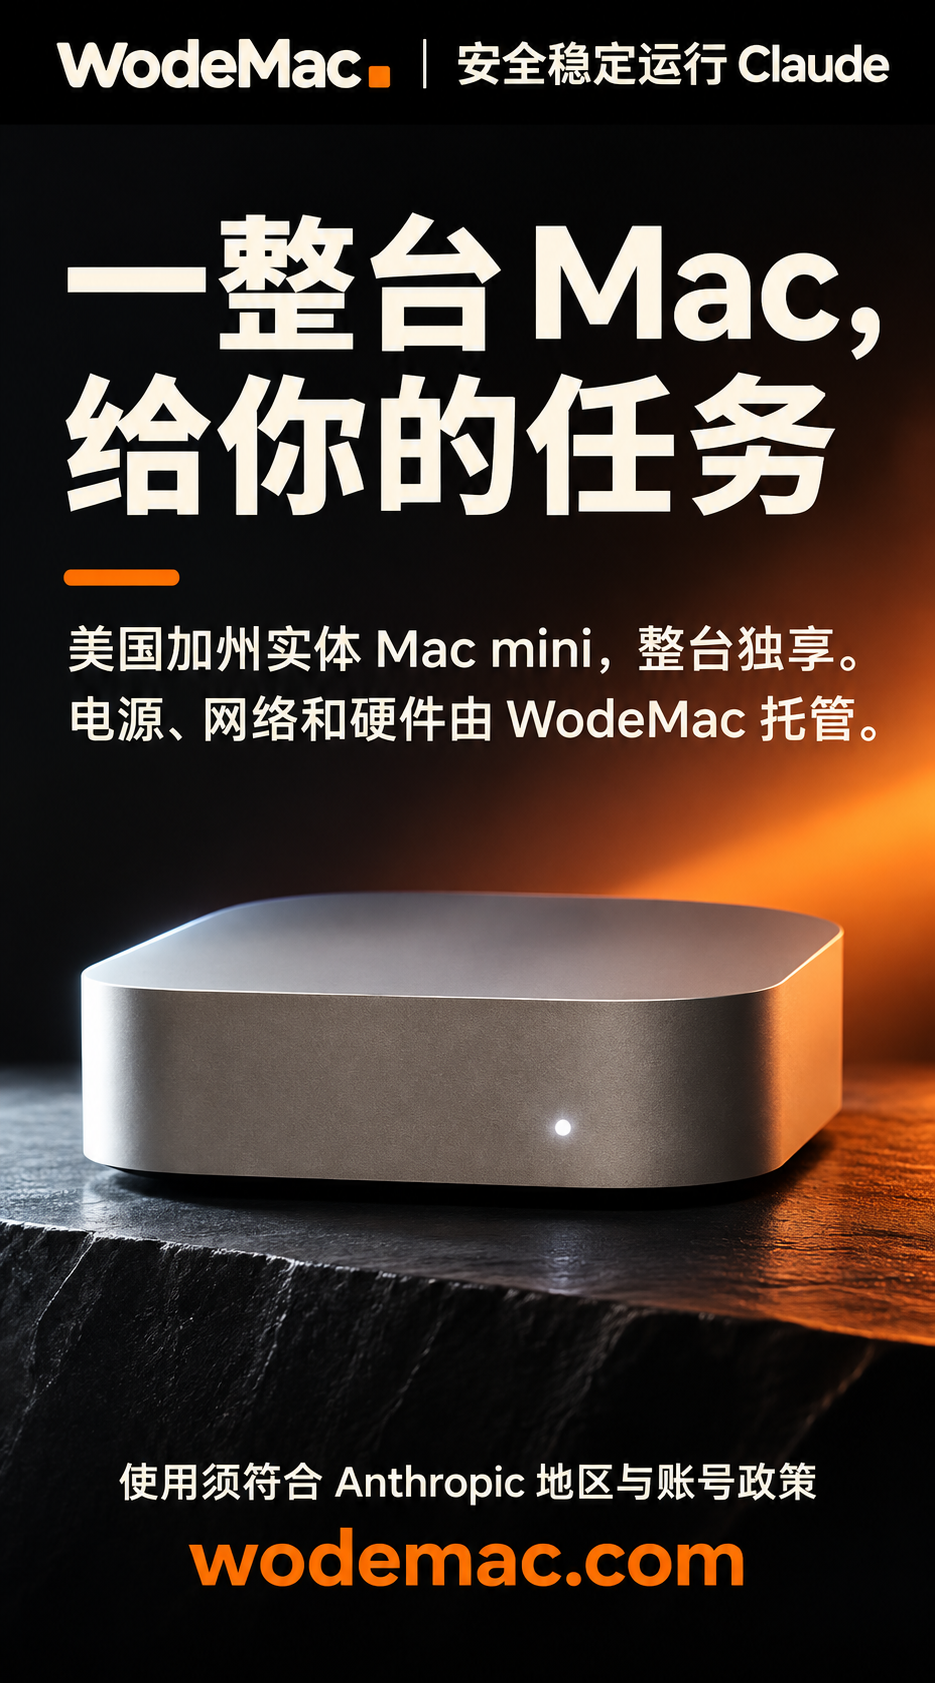 WodeMac. | 安全稳定运行 Claude
一整台 Mac,
给你的任务
美国加州实体 Mac mini，整台独享。
电源、网络和硬件由 WodeMac 托管。
使用须符合 Anthropic 地区与账号政策
wodemac.com